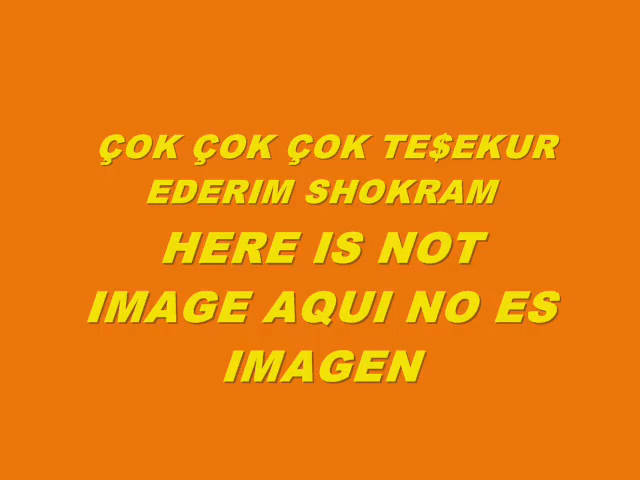 ÇOK ÇOK ÇOK TE$EKUR
EDERIM SHOKRAM
HERE IS NOT
IMAGE AQUI NO ES
IMAGEN